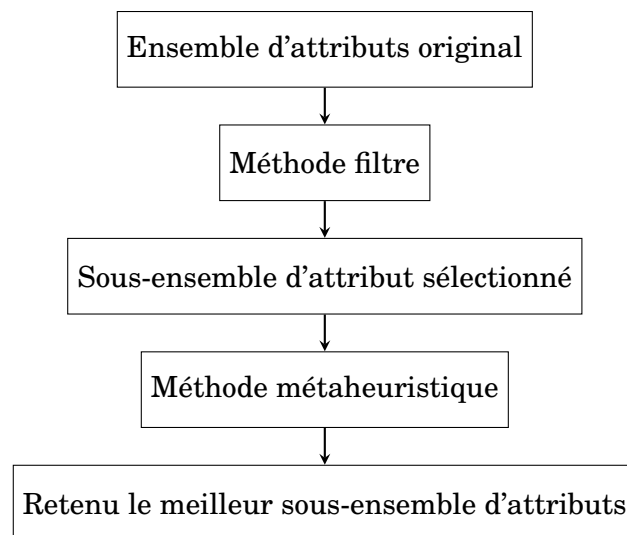 Ensemble d'attributs original
Méthode filtre
Sous-ensemble d'attribut sélectionné
Méthode métaheuristique
Retenu le meilleur sous-ensemble d'attributs